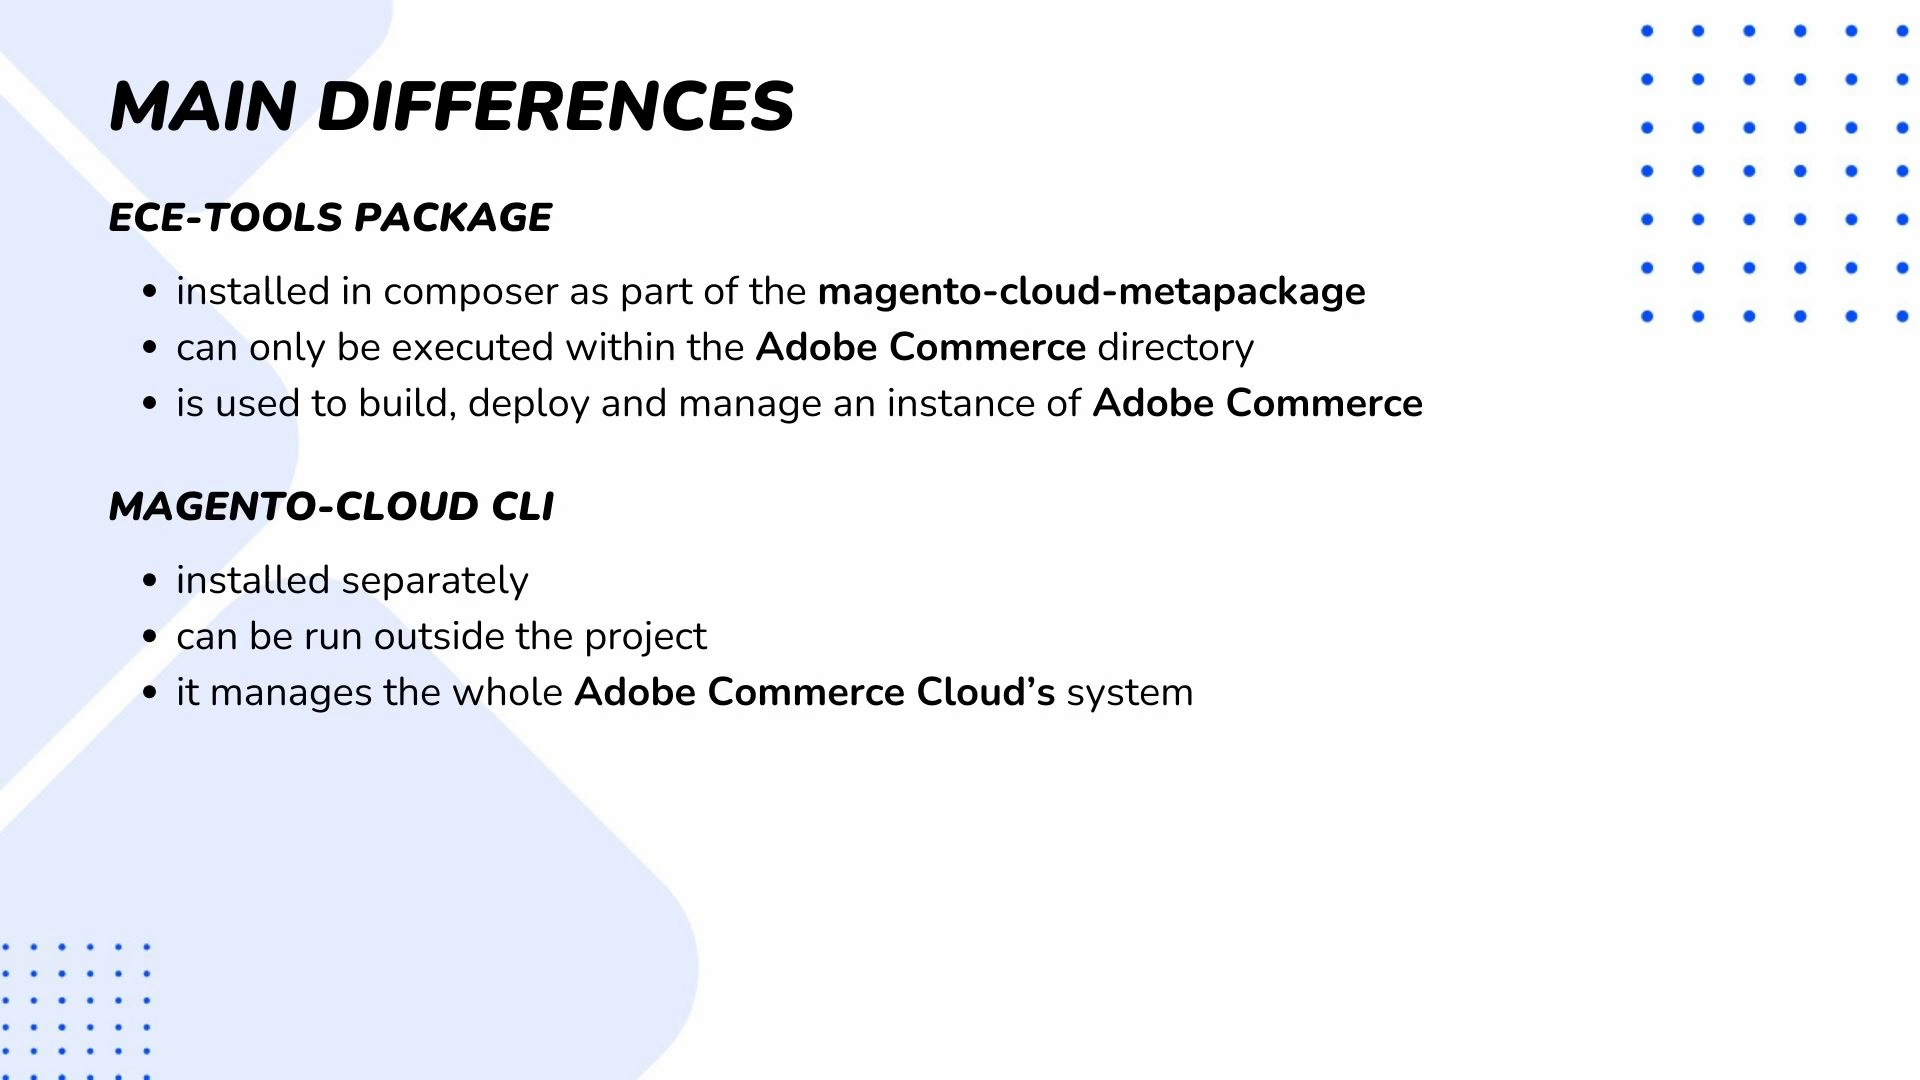 MAIN DIFFERENCES
ECE-TOOLS PACKAGE
• installed in composer as part of the magento-cloud-metapackage
• can only be executed within the Adobe Commerce directory
• is used to build, deploy and manage an instance of Adobe Commerce
MAGENTO-CLOUD CLI
• installed separately
• can be run outside the project
• it manages the whole Adobe Commerce Cloud’s system